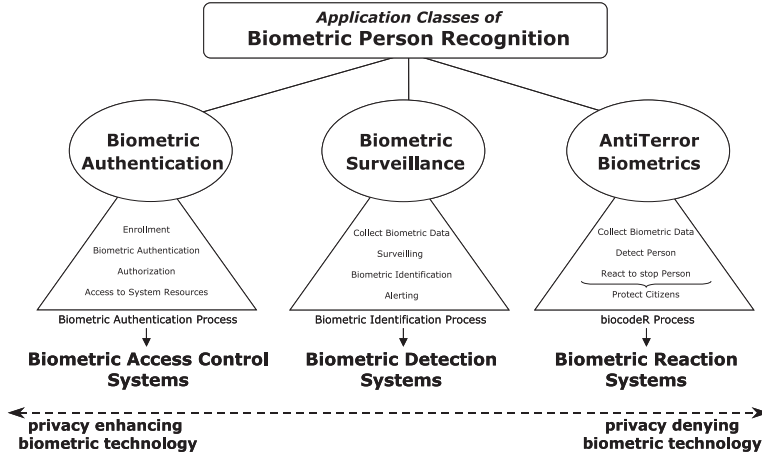 Application Classes of
Biometric Person Recognition
Biometric
Authentication
Enrollment
Biometric Authentication
Authorization
Access to System Resources
Biometric Authentication Process
Biometric Access Control
Systems
Biometric
Surveillance
Collect Biometric Data
Surveilling
Biometric Identification
Alerting
Biometric Identification Process
Biometric Detection
Systems
AntiTerror
Biometrics
Collect Biometric Data
Detect Person
React to stop Person
Protect Citizens
biocodeR Process
Biometric Reaction
Systems
privacy enhancing
biometric technology
privacy denying
biometric technology